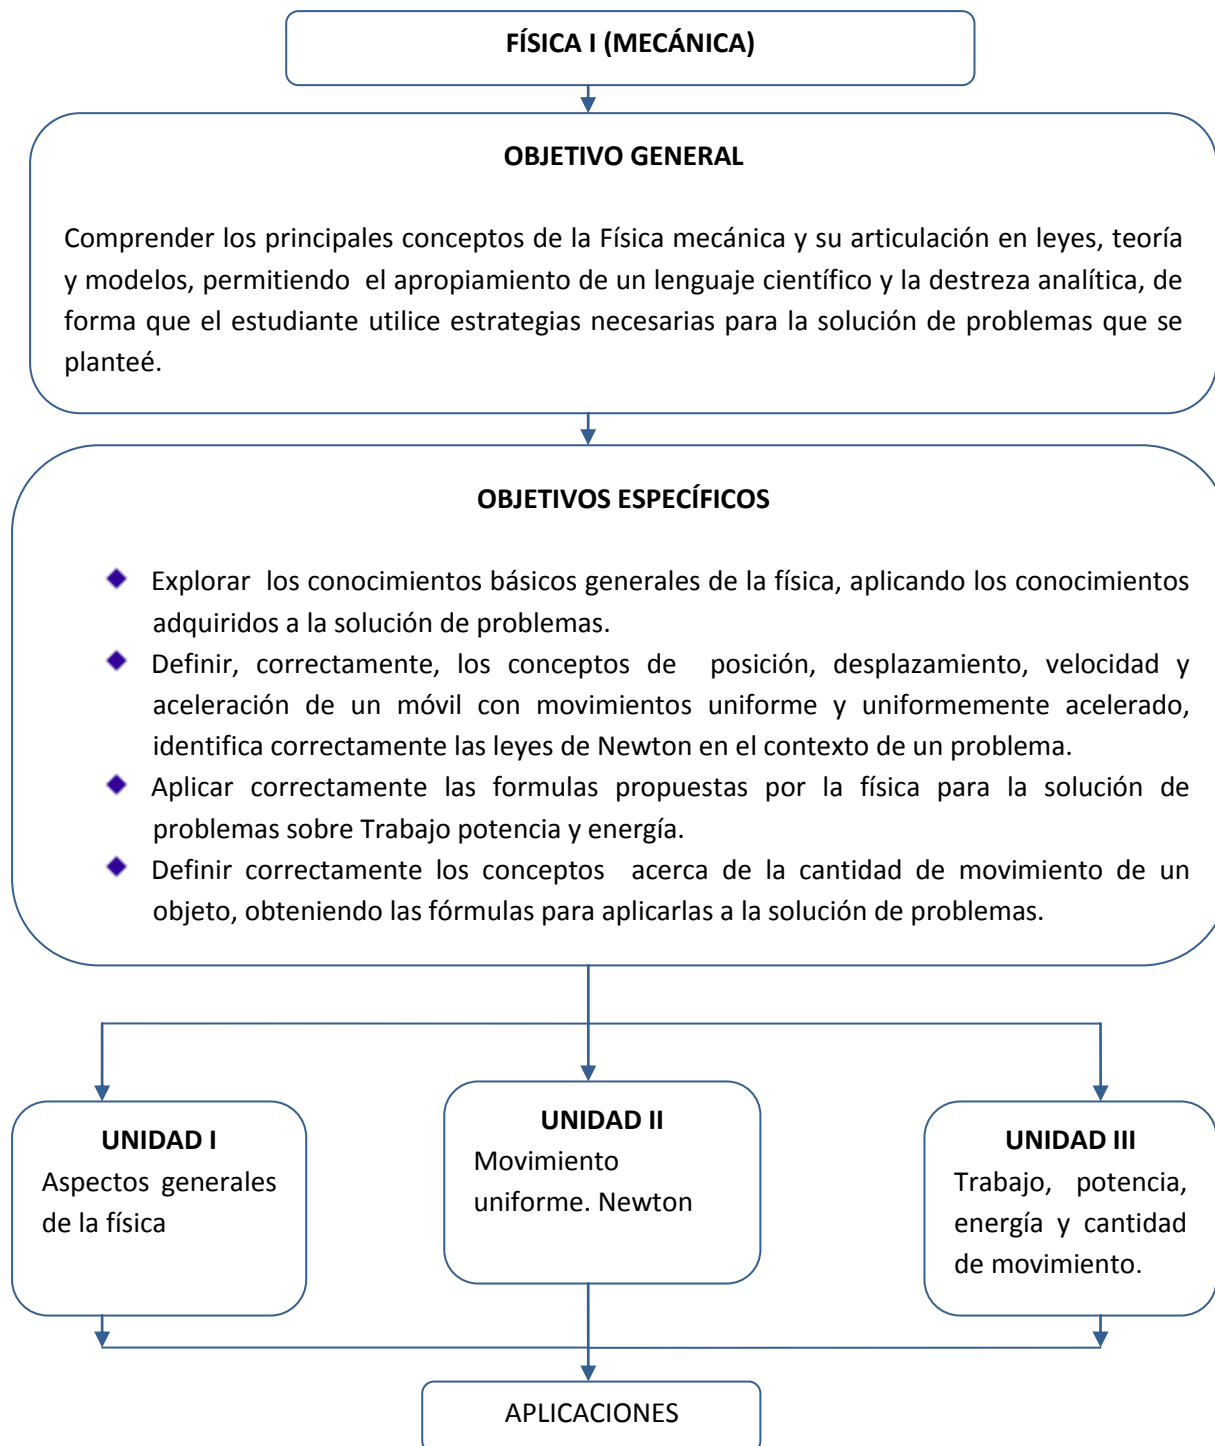 FÍSICA I (MECÁNICA)
OBJETIVO GENERAL
Comprender los principales conceptos de la Física mecánica y su articulación en leyes, teoría
y modelos, permitiendo el apropiamiento de un lenguaje científico y la destreza analítica, de
forma que el estudiante utilice estrategias necesarias para la solución de problemas que se
planteé.
OBJETIVOS ESPECÍFICOS
Explorar los conocimientos básicos generales de la física, aplicando los conocimientos
adquiridos a la solución de problemas.
Definir, correctamente, los conceptos de posición, desplazamiento, velocidad y
aceleración de un móvil con movimientos uniforme y uniformemente acelerado,
identifica correctamente las leyes de Newton en el contexto de un problema.
Aplicar correctamente las formulas propuestas por la física para la solución de
problemas sobre Trabajo potencia y energía.
Definir correctamente los conceptos acerca de la cantidad de movimiento de un
objeto, obteniendo las fórmulas para aplicarlas a la solución de problemas.
UNIDAD I
Aspectos generales
de la física
UNIDAD II
Movimiento
uniforme. Newton
UNIDAD III
Trabajo, potencia,
energía y cantidad
de movimiento.
APLICACIONES